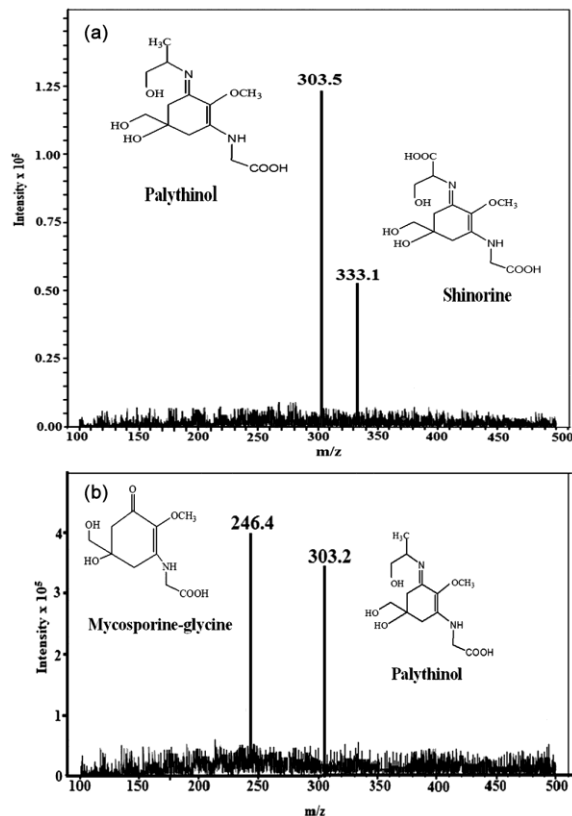 (a)
Intensity x 10⁵
1.25
1.00
0.75
0.50
0.25
0.00
H₃C
OH
N
OCH₃
HO
HO
NH
COOH
Palythinol
303.5
333.1
HOOC
OH
N
OCH₃
HO
HO
NH
COOH
Shinorine
100 150 200 260 300 350 400 450 500
m/z
(b)
Intensity x 10⁵
4
3
2
1
0
O
OH
OCH₃
HO
NH
COOH
Mycosporine-glycine
246.4
303.2
H₃C
OH
N
OCH₃
HO
HO
NH
COOH
Palythinol
100 150 200 250 300 350 400 450 500
m/z